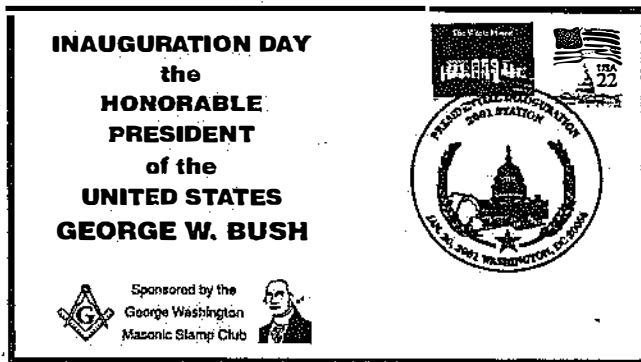 INAUGURATION DAY
the
HONORABLE
PRESIDENT
of the
UNITED STATES
GEORGE W. BUSH
G
Sponsored by the
George Washington
Masonic Stamp Club
The White House
USA
22
PRESIDENTIAL INAUGURATION
2001 STATION
JAN. 20, 2001 WASHINGTON, DC